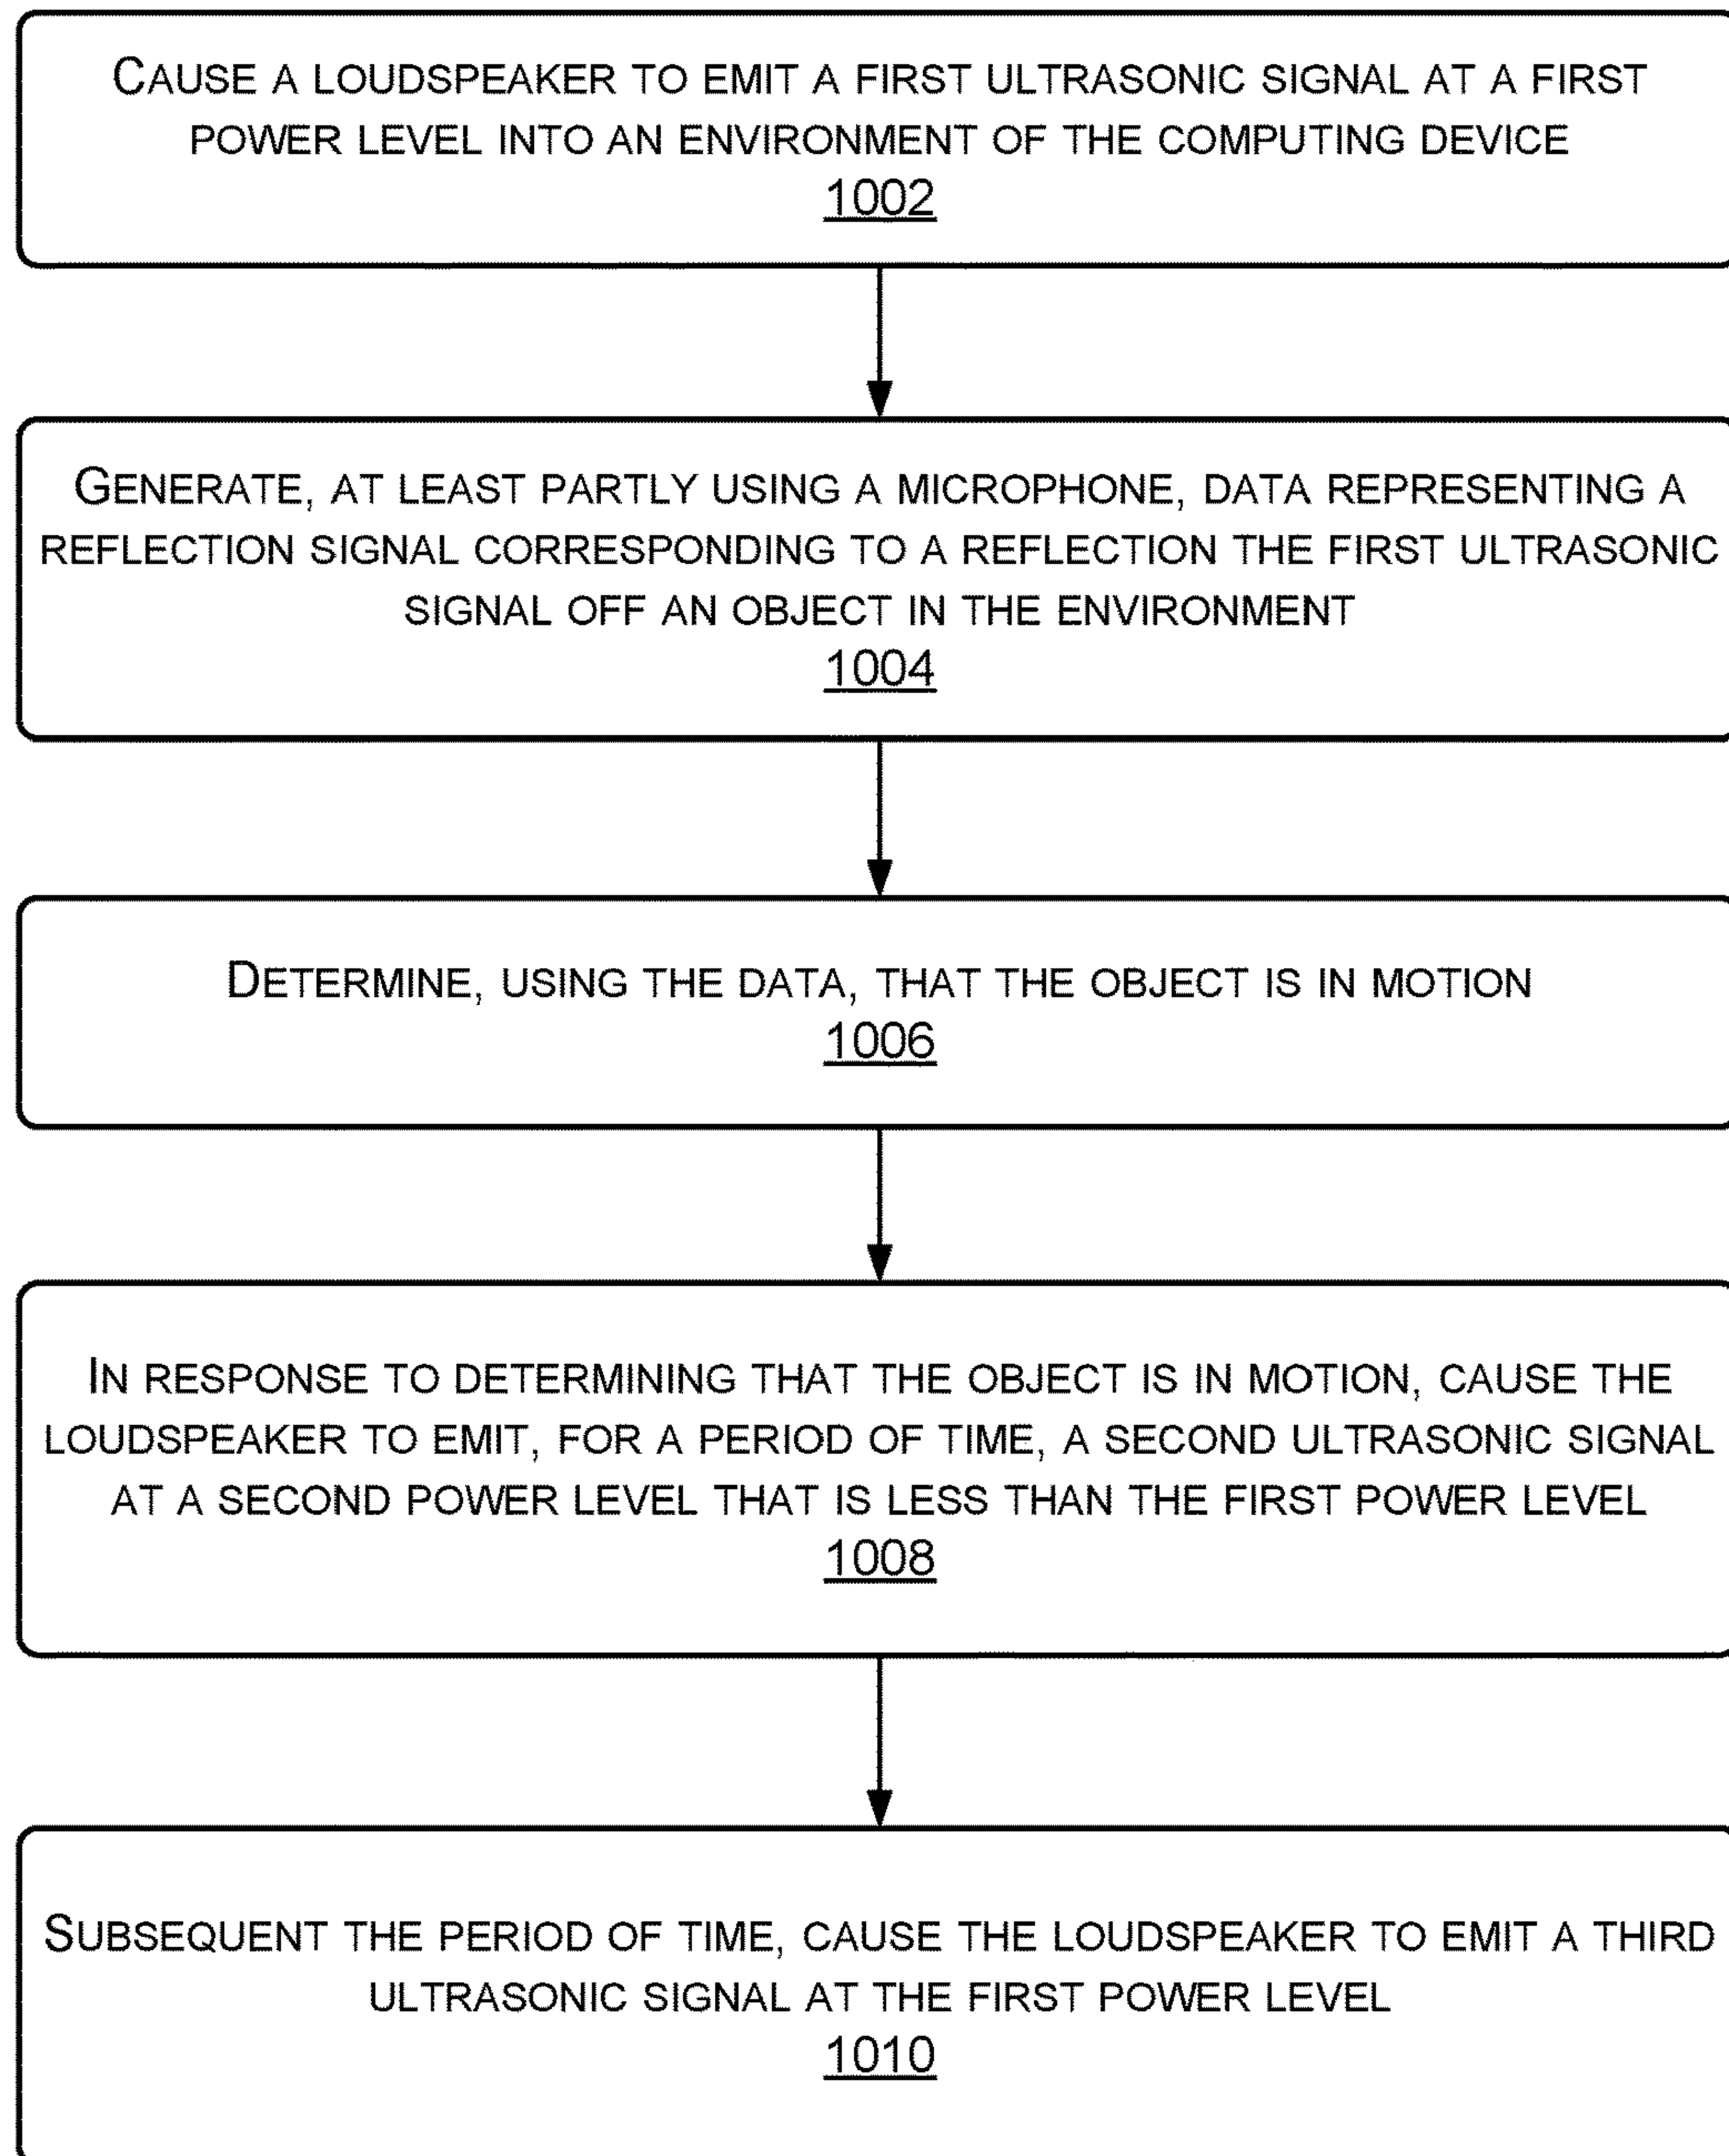 CAUSE A LOUDSPEAKER TO EMIT A FIRST ULTRASONIC SIGNAL AT A FIRST
POWER LEVEL INTO AN ENVIRONMENT OF THE COMPUTING DEVICE
1002
GENERATE, AT LEAST PARTLY USING A MICROPHONE, DATA REPRESENTING A
REFLECTION SIGNAL CORRESPONDING TO A REFLECTION THE FIRST ULTRASONIC
SIGNAL OFF AN OBJECT IN THE ENVIRONMENT
1004
DETERMINE, USING THE DATA, THAT THE OBJECT IS IN MOTION
1006
IN RESPONSE TO DETERMINING THAT THE OBJECT IS IN MOTION, CAUSE THE
LOUDSPEAKER TO EMIT, FOR A PERIOD OF TIME, A SECOND ULTRASONIC SIGNAL
AT A SECOND POWER LEVEL THAT IS LESS THAN THE FIRST POWER LEVEL
1008
SUBSEQUENT THE PERIOD OF TIME, CAUSE THE LOUDSPEAKER TO EMIT A THIRD
ULTRASONIC SIGNAL AT THE FIRST POWER LEVEL
1010